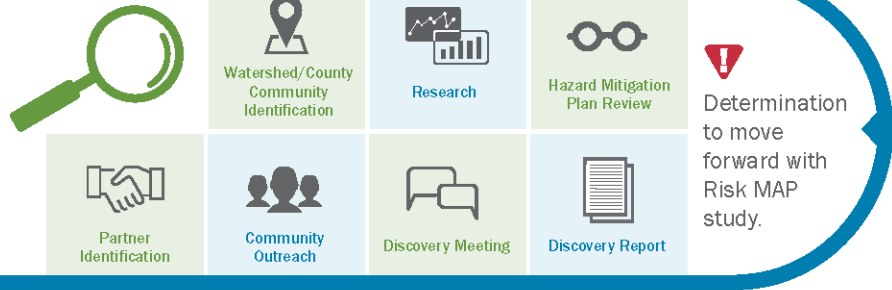 Watershed/County
Community
Identification
Research
Hazard Mitigation
Plan Review
Determination
to move
forward with
Risk MAP
study.
Partner
Identification
Community
Outreach
Discovery Meeting
Discovery Report